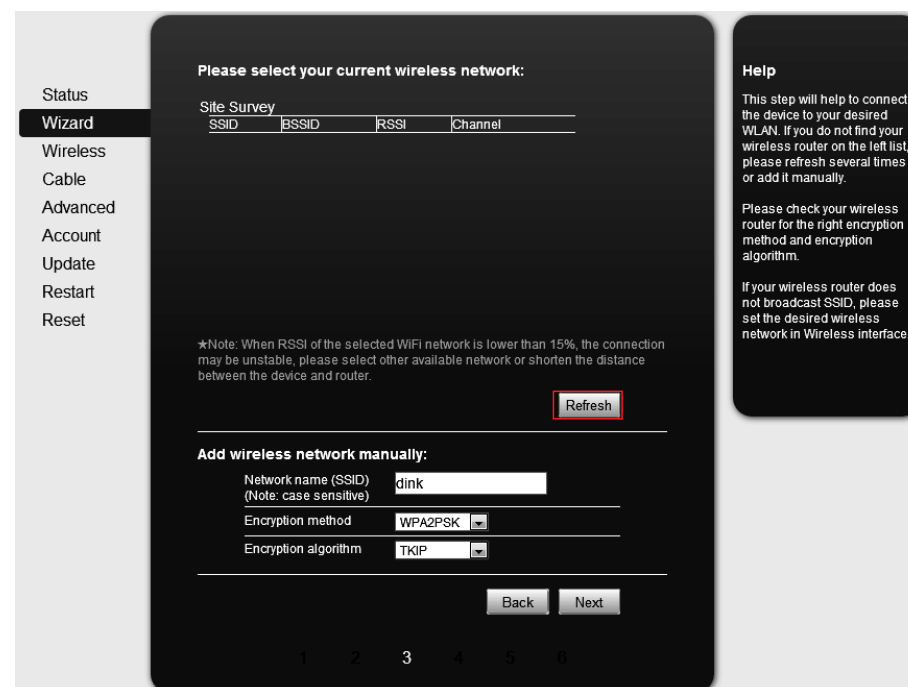 Status
Wizard
Wireless
Cable
Advanced
Account
Update
Restart
Reset
Please select your current wireless network:
Site Survey
SSID BSSID RSSI Channel
★Note: When RSSI of the selected WiFi network is lower than 15%, the connection
may be unstable, please select other available network or shorten the distance
between the device and router.
Refresh
Add wireless network manually:
Network name (SSID)
(Note: case sensitive)
dink
Encryption method
WPA2PSK
Encryption algorithm
TKIP
Back Next
1 2 3 4 5 6
Help
This step will help to connect
the device to your desired
WLAN. If you do not find your
wireless router on the left list,
please refresh several times
or add it manually.
Please check your wireless
router for the right encryption
method and encryption
algorithm.
If your wireless router does
not broadcast SSID, please
set the desired wireless
network in Wireless interface